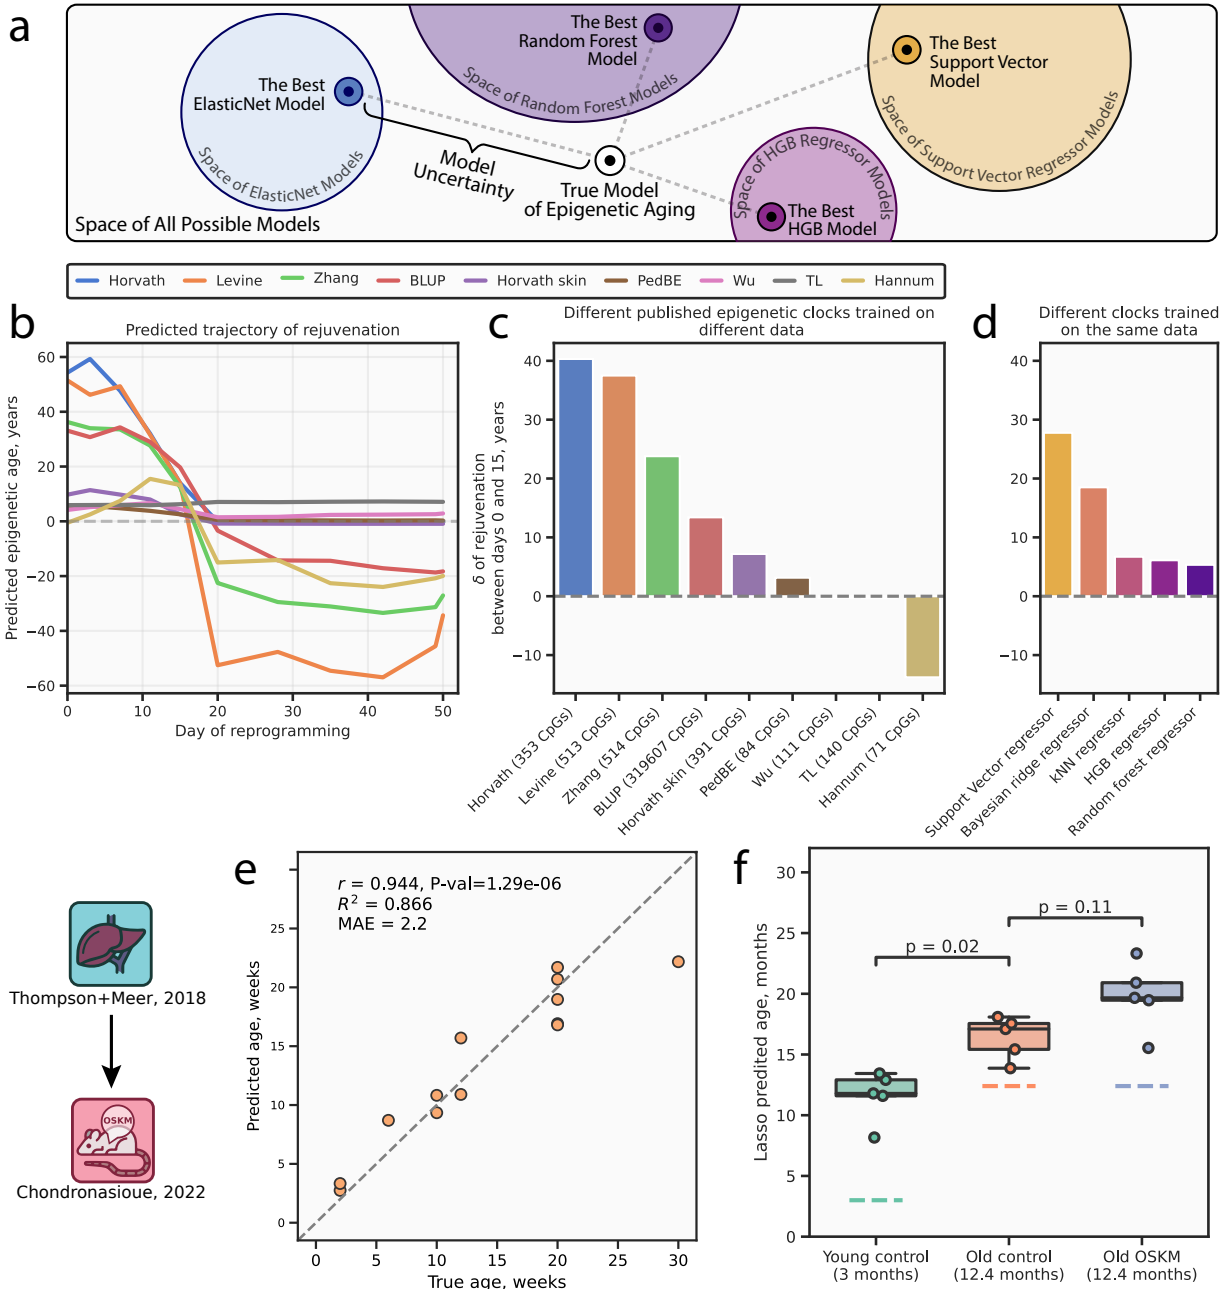 a
The Best
ElasticNet Model
Space of ElasticNet Models
The Best
Random Forest
Model
Space of Random Forest Models
The Best
Support Vector
Model
Space of Support Vector Regressor Models
Space of HGB Regressor Models
The Best
HGB Model
Model
Uncertainty
True Model
of Epigenetic Aging
Space of All Possible Models
Horvath
Levine
Zhang
BLUP
Horvath skin
PedBE
Wu
TL
Hannum
b
Predicted trajectory of rejuvenation
Predicted epigenetic age, years
60
40
20
0
−20
−40
−60
0
10
20
30
40
50
Day of reprogramming
c
Different published epigenetic clocks trained on
different data
δ of rejuvenation
between days 0 and 15, years
40
30
20
10
0
−10
Horvath (353 CpGs)
Levine (513 CpGs)
Zhang (514 CpGs)
BLUP (319607 CpGs)
Horvath skin (391 CpGs)
PedBE (84 CpGs)
Wu (111 CpGs)
TL (140 CpGs)
Hannum (71 CpGs)
d
Different clocks trained
on the same data
40
30
20
10
0
−10
Support Vector regressor
Bayesian ridge regressor
kNN regressor
HGB regressor
Random forest regressor
Thompson+Meer, 2018
OSKM
Chondronasioue, 2022
e
r = 0.944, P-val=1.29e-06
R² = 0.866
MAE = 2.2
Predicted age, weeks
25
20
15
10
5
0
0
5
10
15
20
25
30
True age, weeks
f
Lasso predited age, months
30
25
20
15
10
5
0
p = 0.02
p = 0.11
Young control
(3 months)
Old control
(12.4 months)
Old OSKM
(12.4 months)